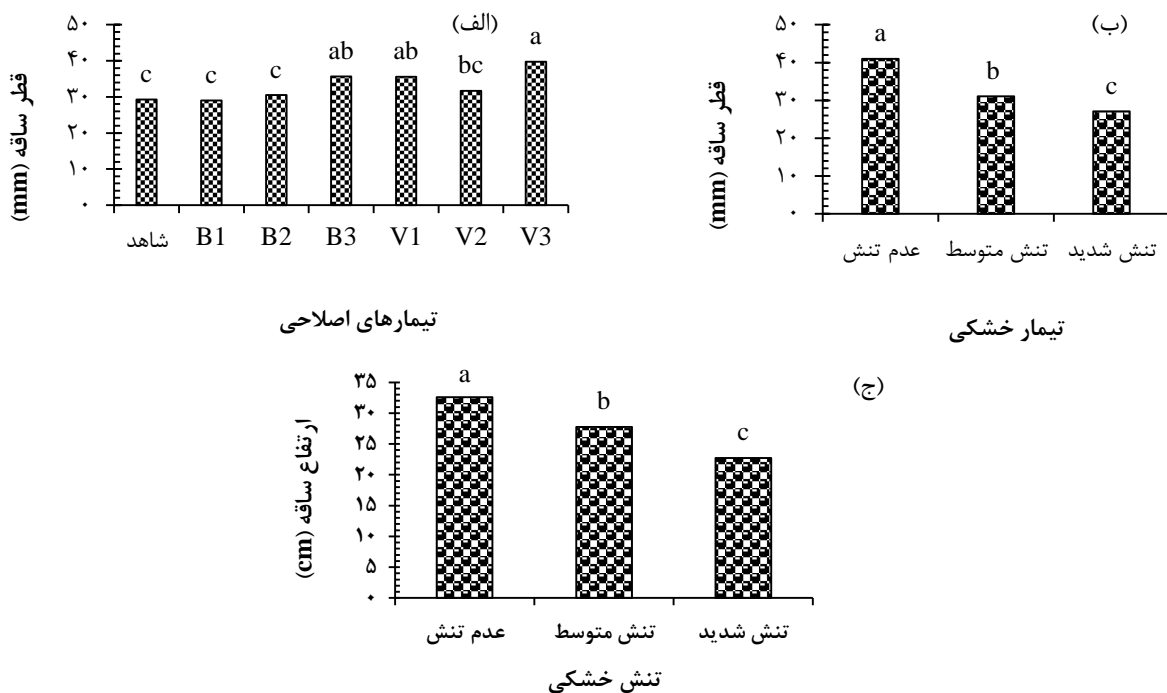 (الف)
قطر ساقه (mm)
۵۰
۴۰
۳۰
۲۰
۱۰
۰
c c c ab ab bc a
شاهد B1 B2 B3 V1 V2 V3
تیمارهای اصلاحی
(ب)
قطر ساقه (mm)
۵۰
۴۰
۳۰
۲۰
۱۰
۰
a b c
عدم تنش تنش متوسط تنش شدید
تیمار خشکی
(ج)
ارتفاع ساقه (cm)
۳۵
۳۰
۲۵
۲۰
۱۵
۱۰
۵
۰
a b c
عدم تنش تنش متوسط تنش شدید
تنش خشکی